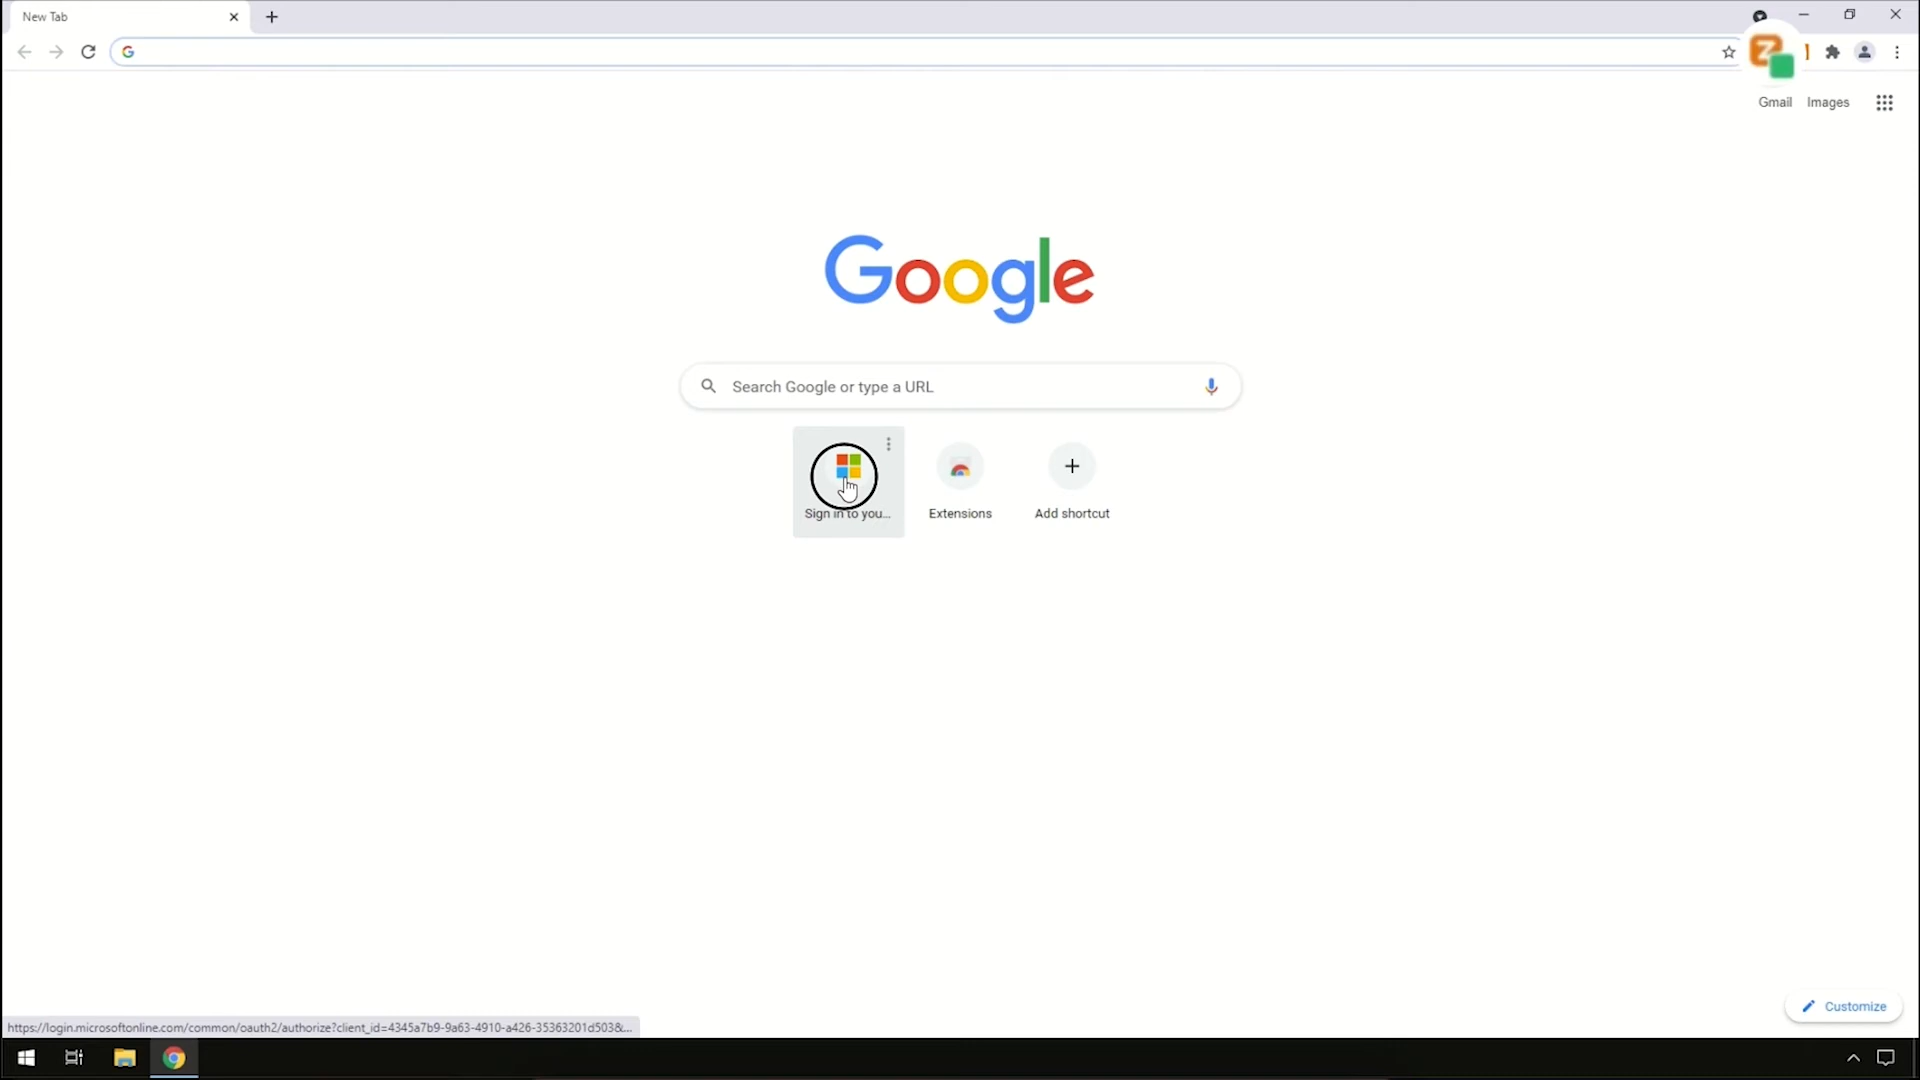 New Tab
Gmail Images
Google
Search Google or type a URL
Sign in to you... Extensions Add shortcut
Customize
https://login.microsoftonline.com/common/oauth2/authorize?client_id=4345a7b9-9a63-4910-a426-35363201d503&...